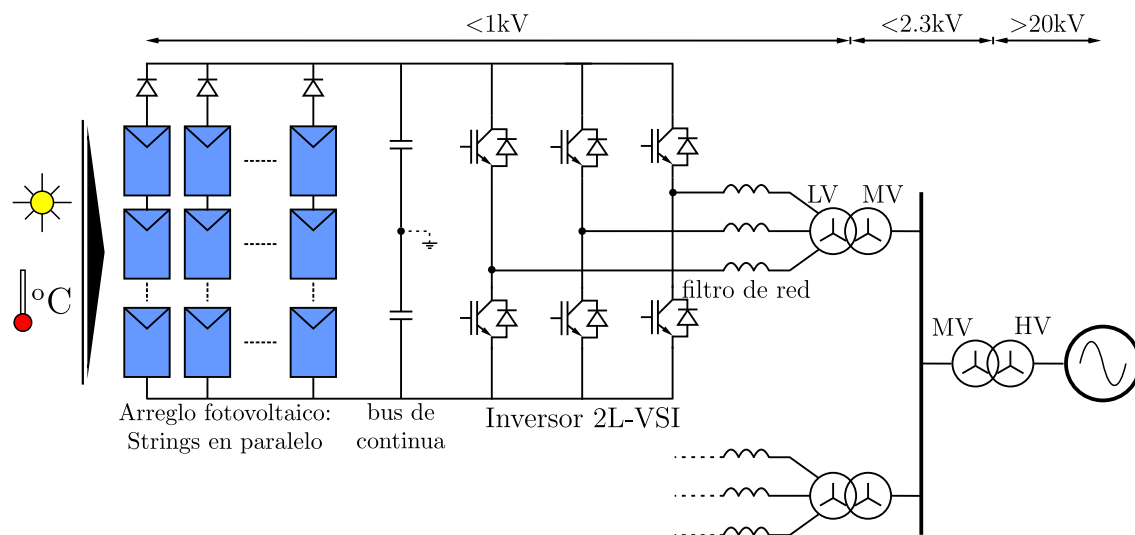 <1kV
<2.3kV
>20kV
LV
MV
°C
filtro de red
MV
HV
Arreglo fotovoltaico:
Strings en paralelo
bus de
continua
Inversor 2L-VSI